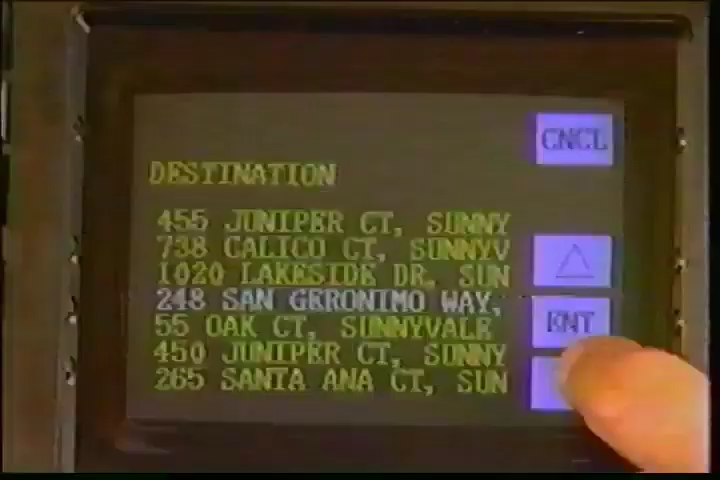 CNCL
DESTINATION
455 JUNIPER CT, SUNNY
738 CALICO CT, SUNNYV
1020 LAKESIDE DR, SUN
248 SAN GERONIMO WAY,
ENT
55 OAK CT, SUNNYVALE
450 JUNIPER CT, SUNNY
265 SANTA ANA CT, SUN